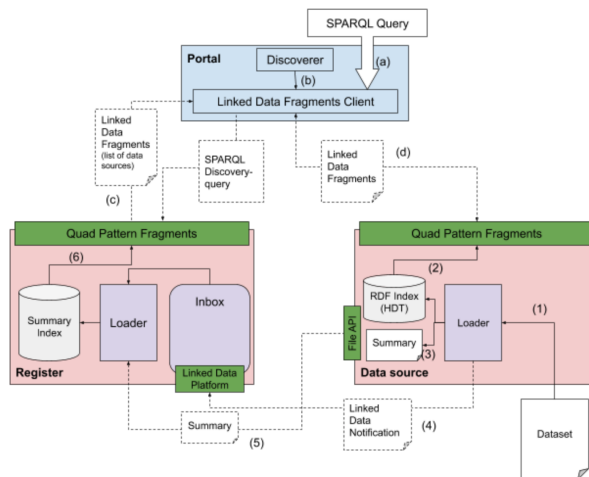 SPARQL Query
Portal
Discoverer
(a)
(b)
Linked Data Fragments Client
Linked
Data
Fragments
(list of data
sources)
SPARQL
Discovery-
query
Linked
Data
Fragments
(d)
(c)
Quad Pattern Fragments
Quad Pattern Fragments
(6)
(2)
Inbox
RDF Index
(HDT)
(1)
Summary
Index
Loader
File API
Loader
Summary
(3)
Register
Linked Data
Platform
Data source
Summary
(5)
Linked
Data
Notification
(4)
Dataset